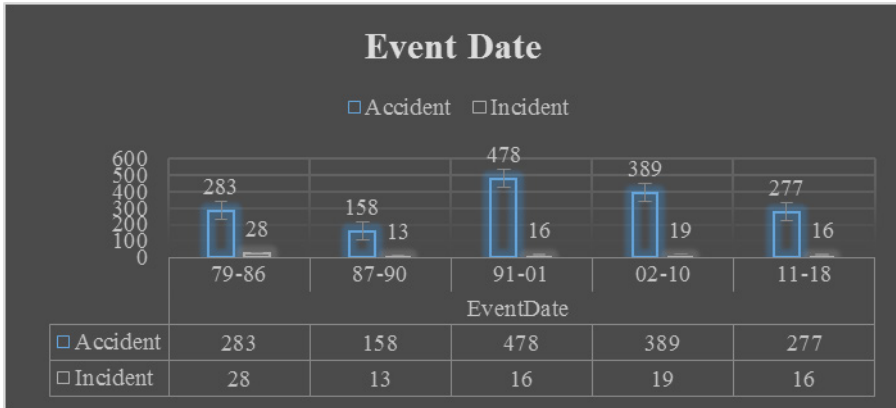 Event Date
Accident Incident
600
500
400
300
200
100
0
283 28 158 13 478 16 389 19 277 16
79-86 87-90 91-01 02-10 11-18
EventDate
Accident 283 158 478 389 277
Incident 28 13 16 19 16